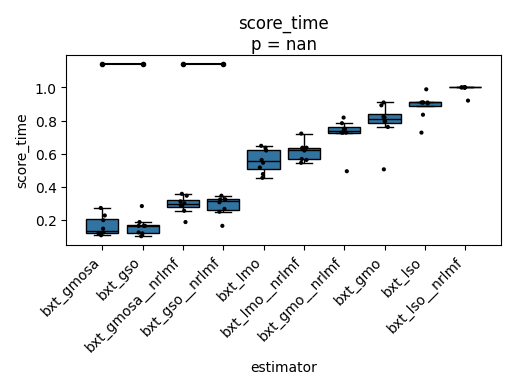 score_time
p = nan
score_time
1.0
0.8
0.6
0.4
0.2
bxt_gmosa
bxt_gso
bxt_gmosa__nrlmf
bxt_gso__nrlmf
bxt_lmo
bxt_lmo__nrlmf
bxt_gmo__nrlmf
bxt_gmo
bxt_lso
bxt_lso__nrlmf
estimator